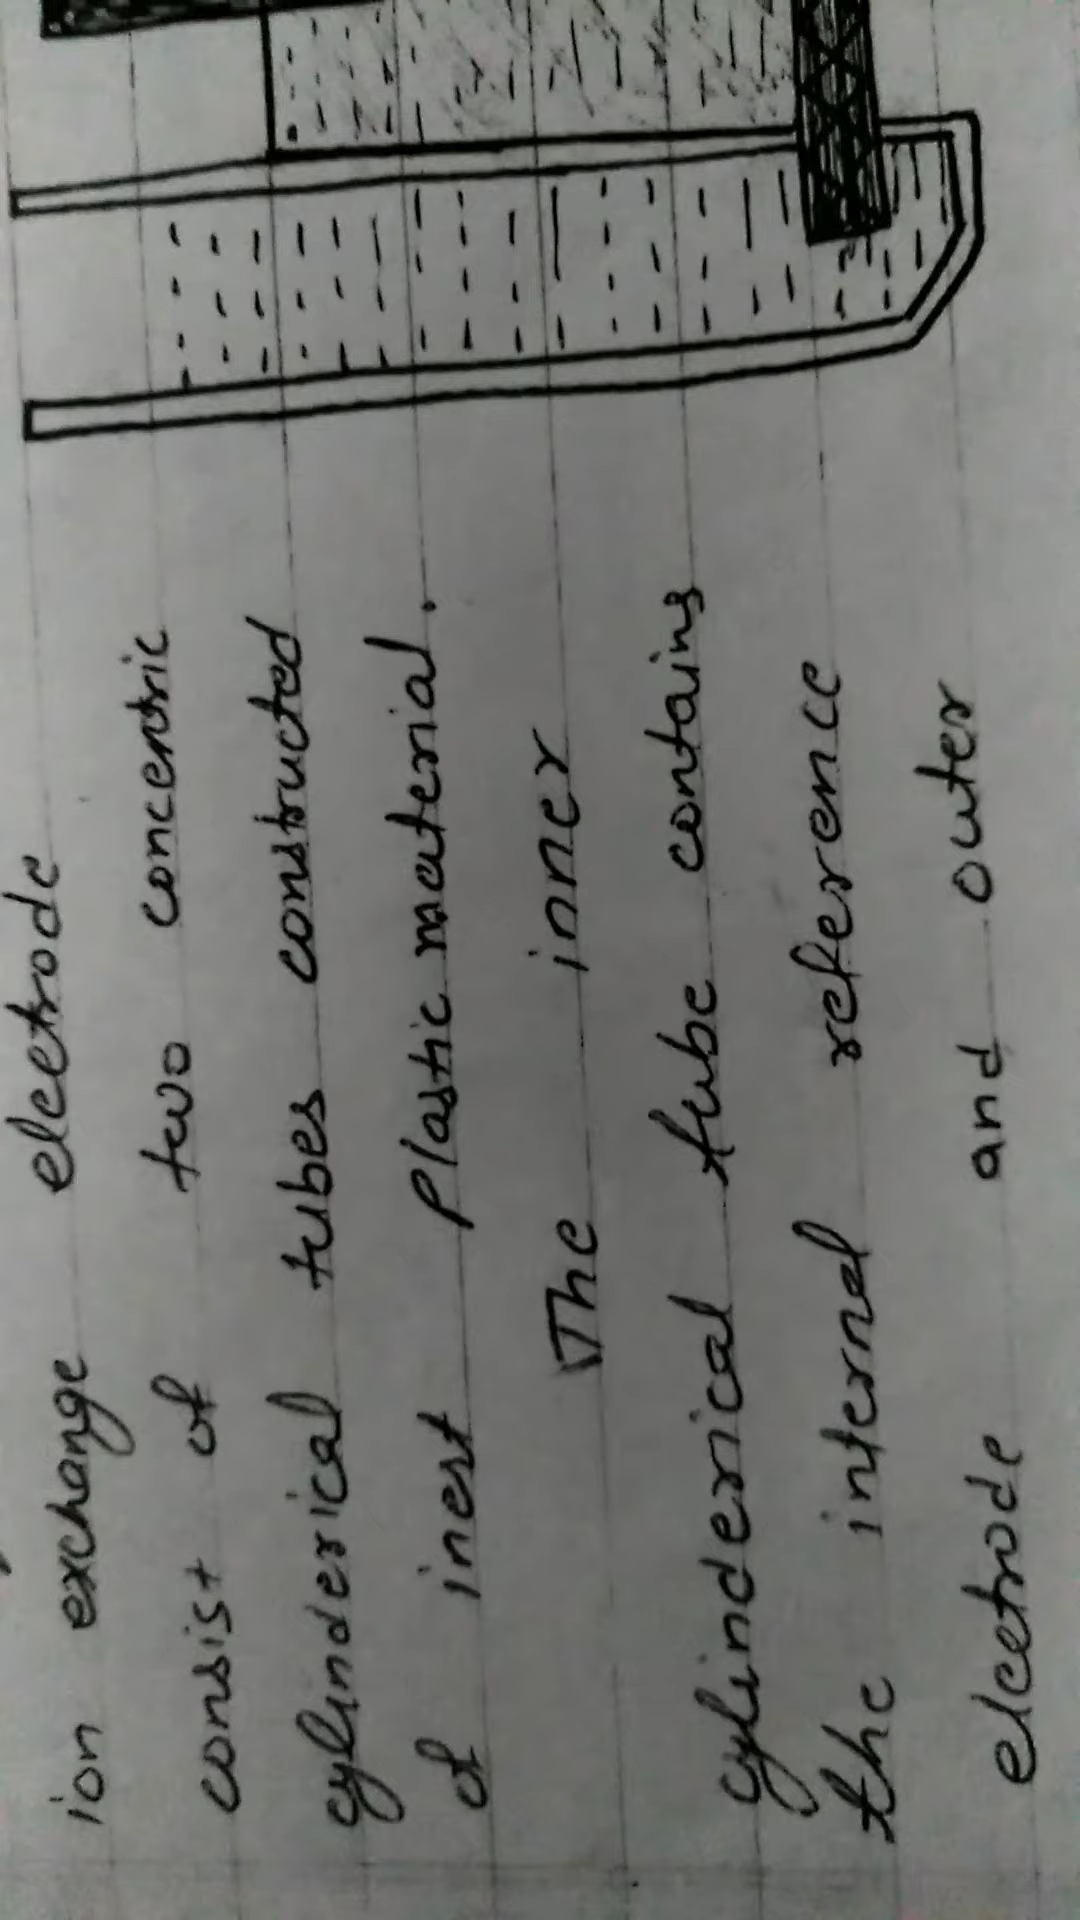 ion exchange electrode
consist of two concentric
cylinderical tubes constructed
of inert plastic material.
The inner
cylinderical tube contains
the internal reference
electrode and outer